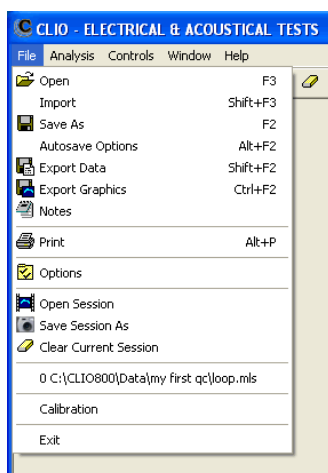 CLIO - ELECTRICAL & ACOUSTICAL TESTS
File Analysis Controls Window Help
Open F3
Import Shift+F3
Save As F2
Autosave Options Alt+F2
Export Data Shift+F2
Export Graphics Ctrl+F2
Notes
Print Alt+P
Options
Open Session
Save Session As
Clear Current Session
0 C:\CLIO800\Data\my first qc\loop.mls
Calibration
Exit